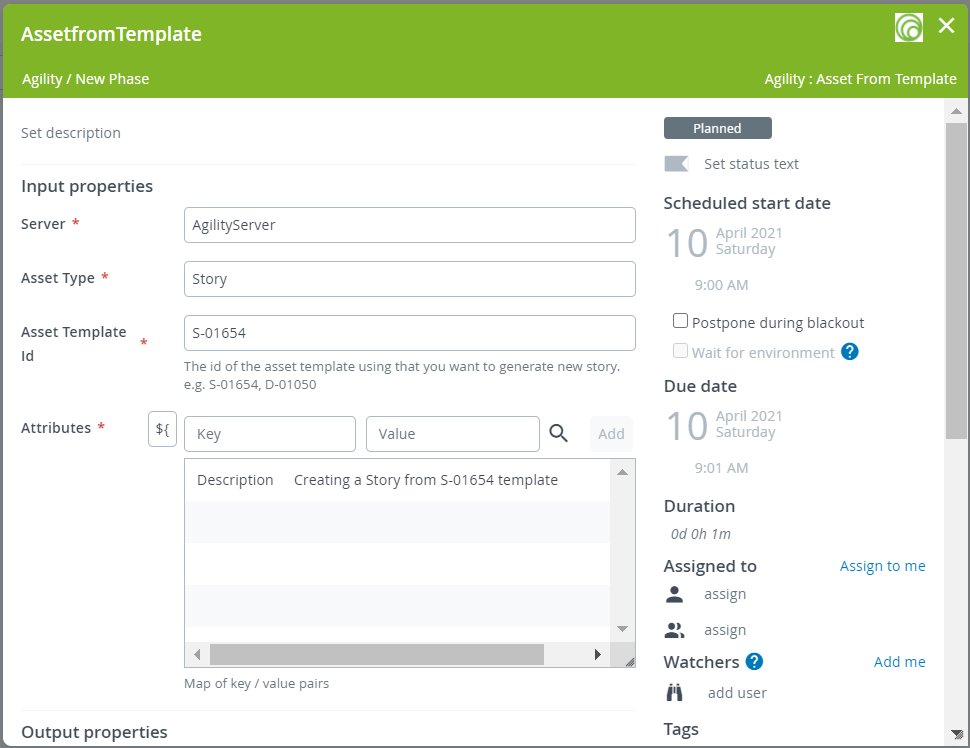 AssetfromTemplate
Agility / New Phase
Agility : Asset From Template
Set description
Input properties
Server *
AgilityServer
Asset Type *
Story
Asset Template
Id *
S-01654
The id of the asset template using that you want to generate new story.
e.g. S-01654, D-01050
Attributes *
${
Key
Value
Add
Description Creating a Story from S-01654 template
Map of key / value pairs
Output properties
Planned
Set status text
Scheduled start date
10 April 2021
Saturday
9:00 AM
Postpone during blackout
Wait for environment ?
Due date
10 April 2021
Saturday
9:01 AM
Duration
0d 0h 1m
Assigned to
Assign to me
assign
assign
Watchers ?
Add me
add user
Tags